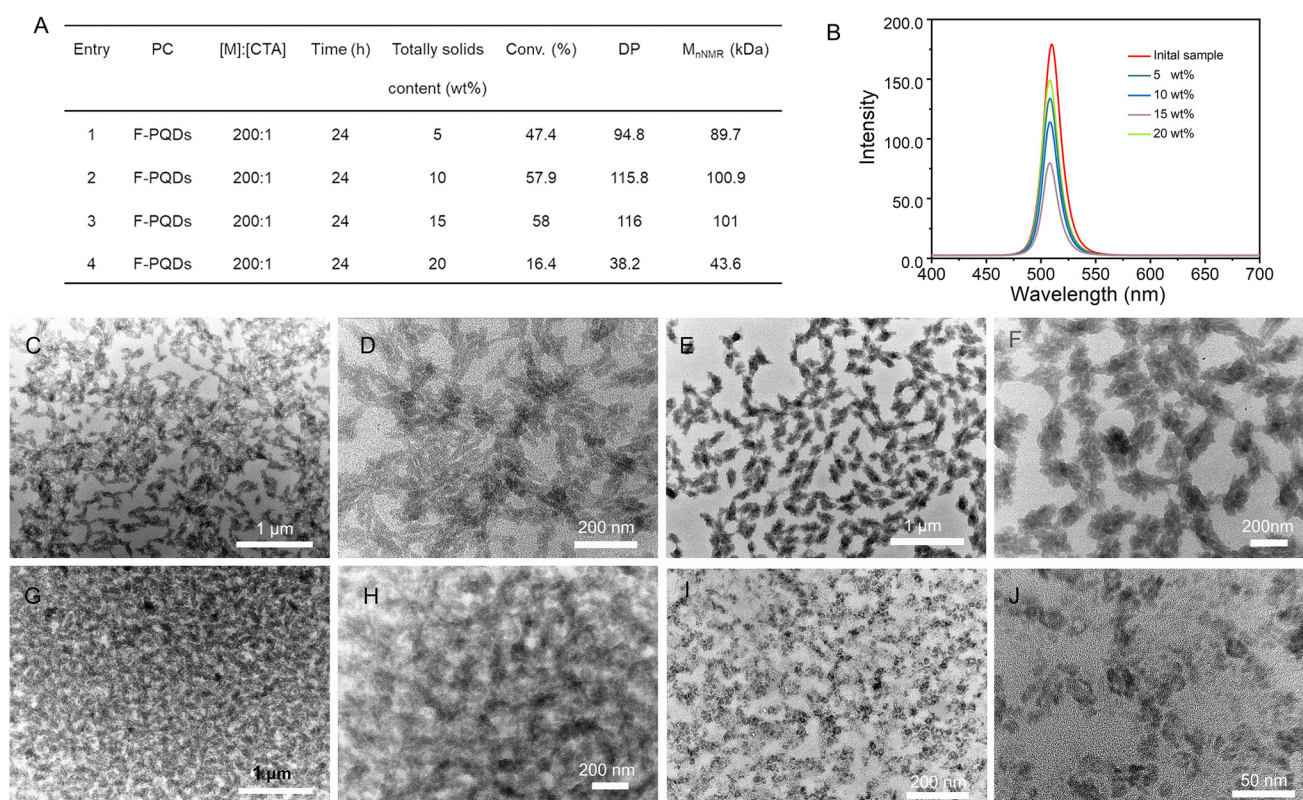 A
Entry PC [M]:[CTA] Time (h) Totally solids content (wt%) Conv. (%) DP MnNMR (kDa)
1 F-PQDs 200:1 24 5 47.4 94.8 89.7
2 F-PQDs 200:1 24 10 57.9 115.8 100.9
3 F-PQDs 200:1 24 15 58 116 101
4 F-PQDs 200:1 24 20 16.4 38.2 43.6
B
Intensity
200.0
150.0
100.0
50.0
0.0
400 450 500 550 600 650 700
Wavelength (nm)
Inital sample
5 wt%
10 wt%
15 wt%
20 wt%
C
1 μm
D
200 nm
E
1 μm
F
200nm
G
1 μm
H
200 nm
I
200 nm
J
50 nm